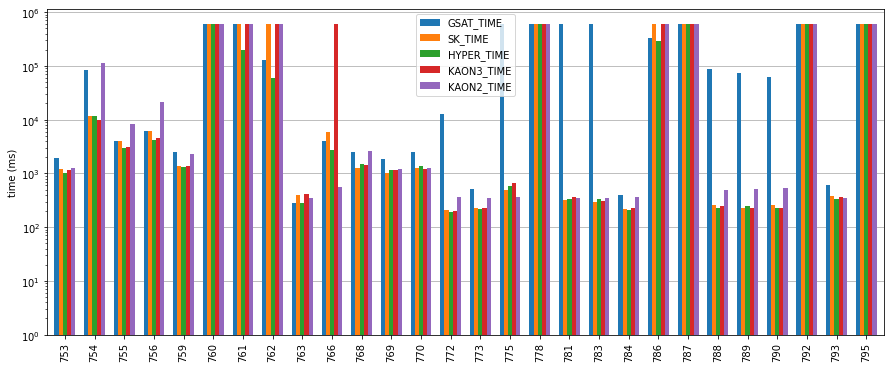 10⁶
10⁵
10⁴
10³
10²
10¹
10⁰
time (ms)
GSAT_TIME
SK_TIME
HYPER_TIME
KAON3_TIME
KAON2_TIME
753 754 755 756 759 760 761 762 763 766 768 769 770 772 773 775 778 781 783 784 786 787 788 789 790 792 793 795